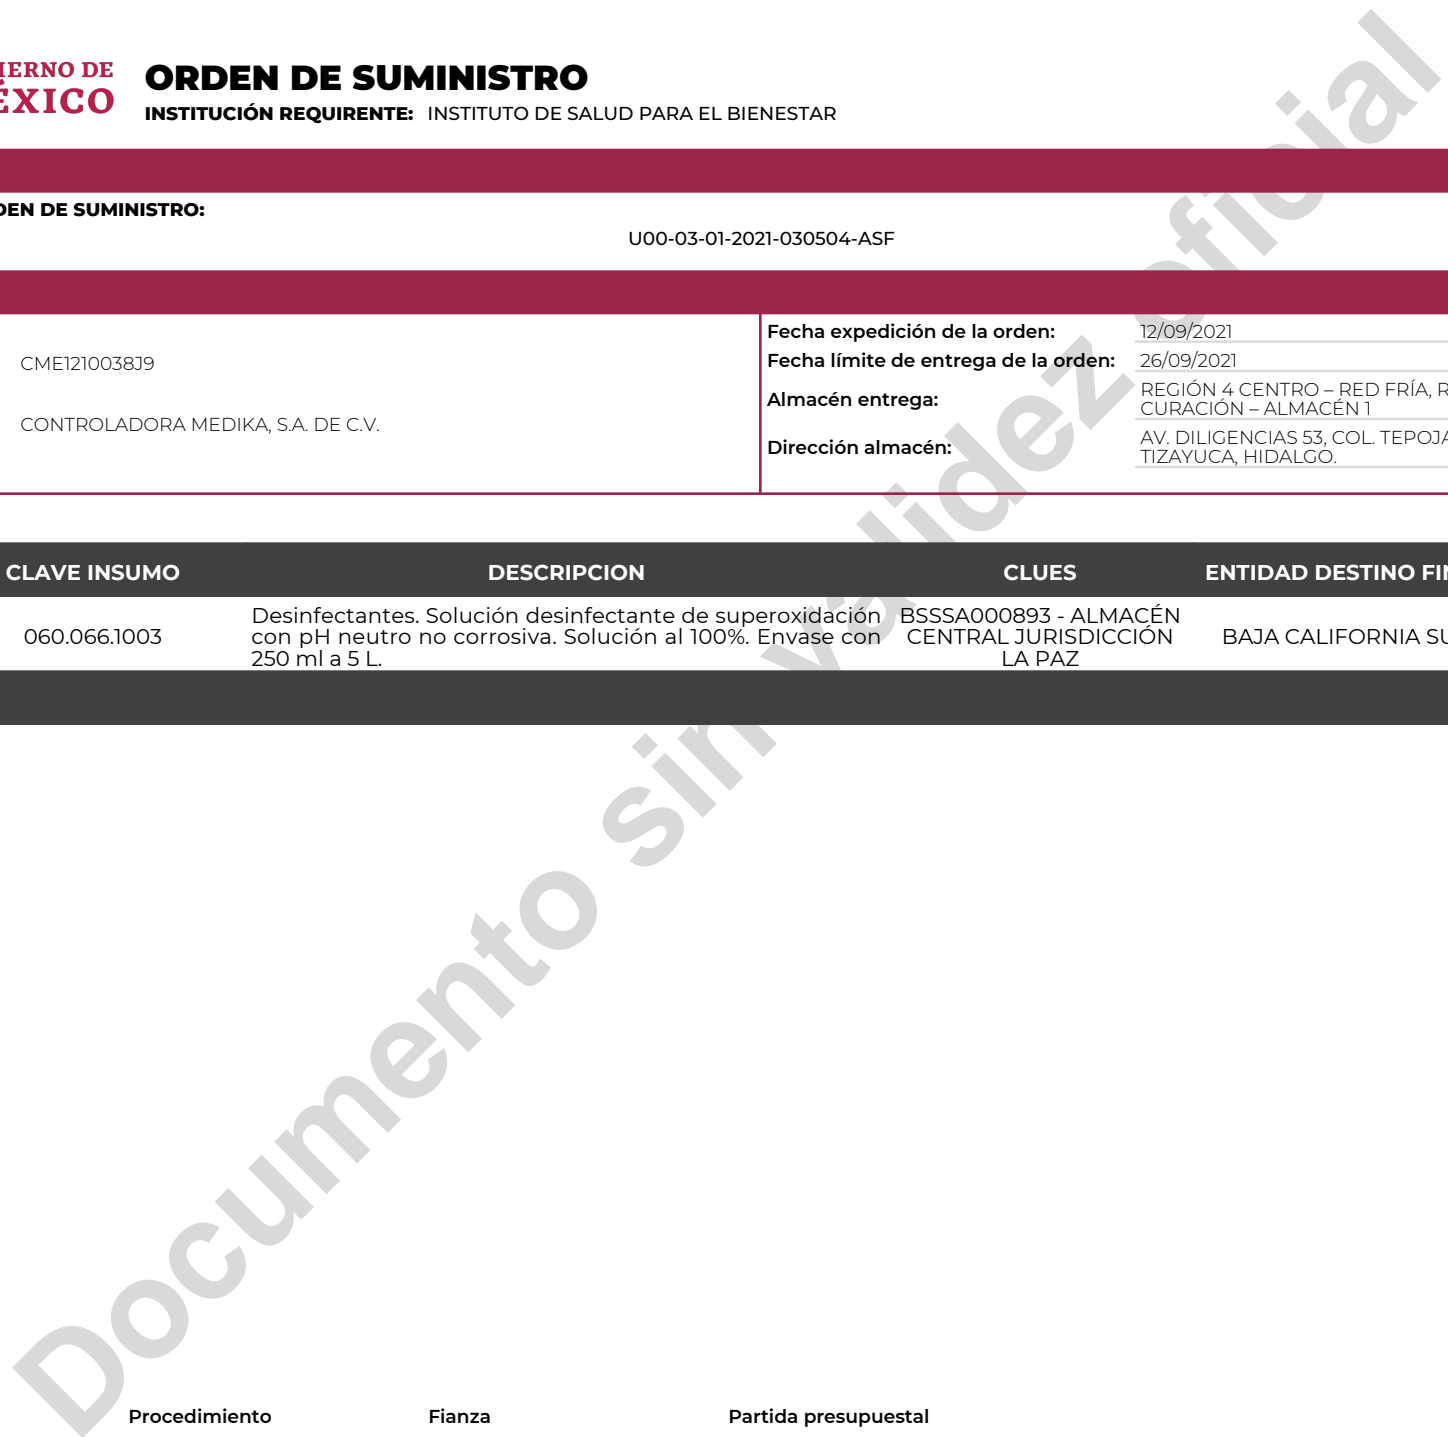 IERNO DE
ÉXICO
ORDEN DE SUMINISTRO
INSTITUCIÓN REQUIRENTE: INSTITUTO DE SALUD PARA EL BIENESTAR
DEN DE SUMINISTRO:
U00-03-01-2021-030504-ASF
CME1210038J9
CONTROLADORA MEDIKA, S.A. DE C.V.
Fecha expedición de la orden: 12/09/2021
Fecha límite de entrega de la orden: 26/09/2021
Almacén entrega: REGIÓN 4 CENTRO – RED FRÍA, R
CURACIÓN – ALMACÉN 1
Dirección almacén: AV. DILIGENCIAS 53, COL. TEPOJA
TIZAYUCA, HIDALGO.
CLAVE INSUMO DESCRIPCION CLUES ENTIDAD DESTINO FIN
060.066.1003
Desinfectantes. Solución desinfectante de superoxidación
con pH neutro no corrosiva. Solución al 100%. Envase con
250 ml a 5 L.
BSSSA000893 - ALMACÉN
CENTRAL JURISDICCIÓN
LA PAZ
BAJA CALIFORNIA SU
Documento sin validez oficial
Procedimiento Fianza Partida presupuestal